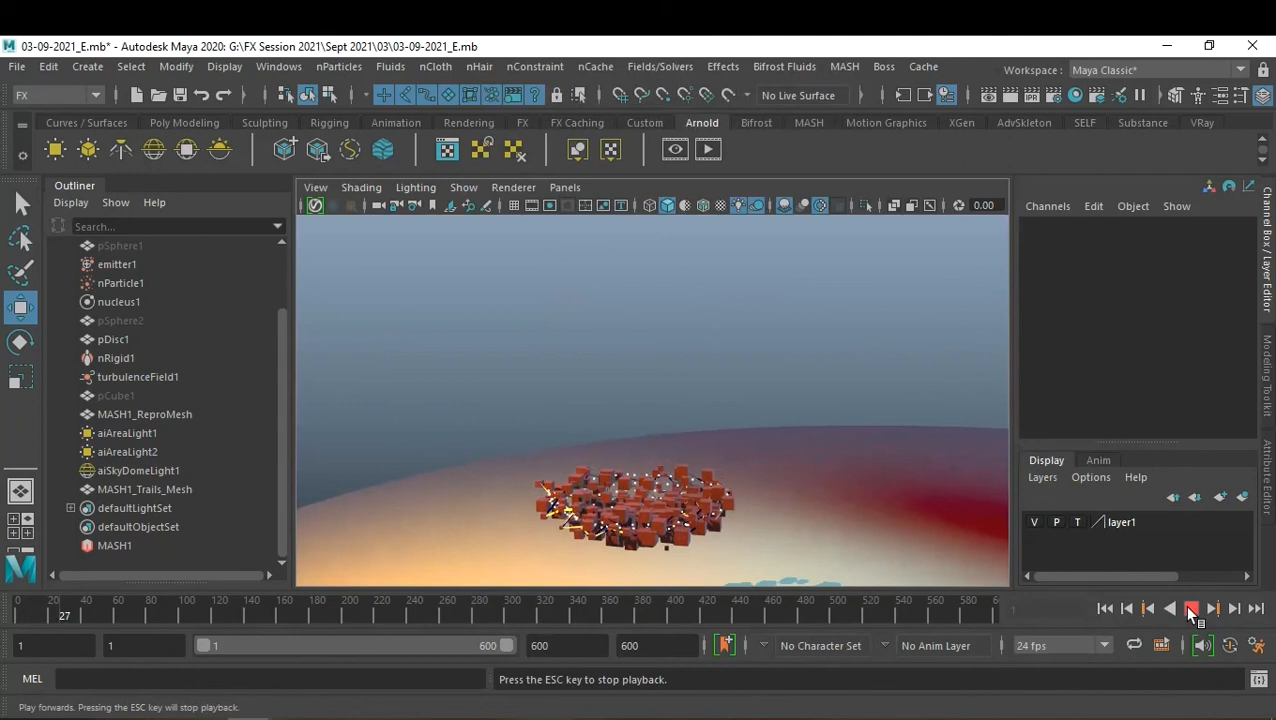 03-09-2021_E.mb* - Autodesk Maya 2020: G:\FX Session 2021\Sept 2021\03\03-09-2021_E.mb
File Edit Create Select Modify Display Windows nParticles Fluids nCloth nHair nConstraint nCache Fields/Solvers Effects Bifrost Fluids MASH Boss Cache Workspace : Maya Classic*
FX No Live Surface
Curves / Surfaces Poly Modeling Sculpting Rigging Animation Rendering FX FX Caching Custom Arnold Bifrost MASH Motion Graphics XGen AdvSkeleton SELF Substance VRay
Outliner
Display Show Help
Search...
pSphere1
emitter1
nParticle1
nucleus1
pSphere2
pDisc1
nRigid1
turbulenceField1
pCube1
MASH1_ReproMesh
aiAreaLight1
aiAreaLight2
aiSkyDomeLight1
MASH1_Trails_Mesh
defaultLightSet
defaultObjectSet
MASH1
View Shading Lighting Show Renderer Panels
0.00
Channels Edit Object Show
Display Anim
Layers Options Help
V P T layer1
Channel Box / Layer Editor
Modeling Toolkit
Attribute Editor
0 20 40 60 80 100 120 140 160 180 200 220 240 260 280 300 320 340 360 380 400 420 440 460 480 500 520 540 560 580 6
27
1
1 1 1 600 600 600 No Character Set No Anim Layer 24 fps
MEL Press the ESC key to stop playback.
Play forwards. Pressing the ESC key will stop playback.